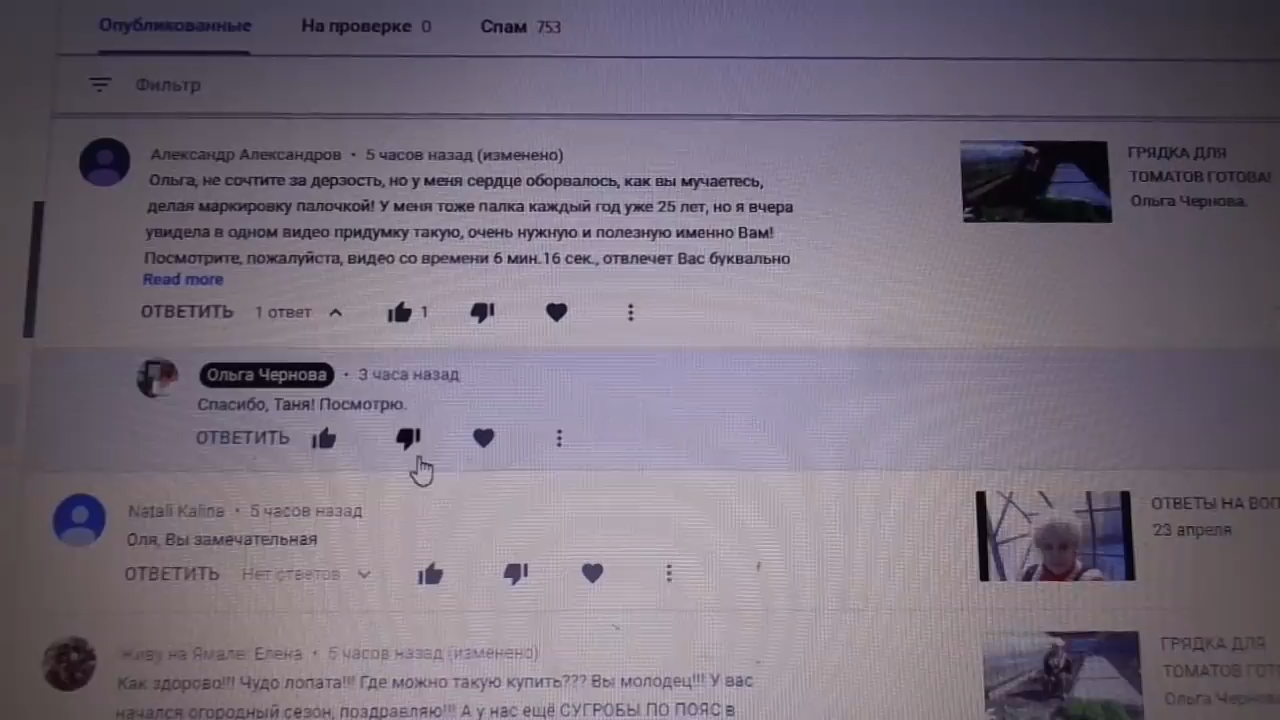 Опубликованные
На проверке 0
Спам 753
Фильтр
Александр Александров • 5 часов назад (изменено)
Ольга, не сочтите за дерзость, но у меня сердце оборвалось, как вы мучаетесь,
делая маркировку палочкой! У меня тоже палка каждый год уже 25 лет, но я вчера
увидела в одном видео придумку такую, очень нужную и полезную именно Вам!
Посмотрите, пожалуйста, видео со времени 6 мин.16 сек., отвлечет Вас буквально
Read more
ОТВЕТИТЬ 1 ответ 1
ГРЯДКА ДЛЯ
ТОМАТОВ ГОТОВА!
Ольга Чернова.
Ольга Чернова • 3 часа назад
Спасибо, Таня! Посмотрю.
ОТВЕТИТЬ
Natali Kalina • 5 часов назад
Оля, Вы замечательная
ОТВЕТИТЬ Нет ответов
ОТВЕТЫ НА ВОП
23 апреля
Живу на Ямале. Елена • 5 часов назад (изменено)
Как здорово!!! Чудо лопата!!! Где можно такую купить??? Вы молодец!!! У вас
начался огородный сезон, поздравляю!!! А у нас ещё СУГРОБЫ ПО ПОЯС в
ГРЯДКА ДЛЯ
ТОМАТОВ ГОТ
Ольга Чернов